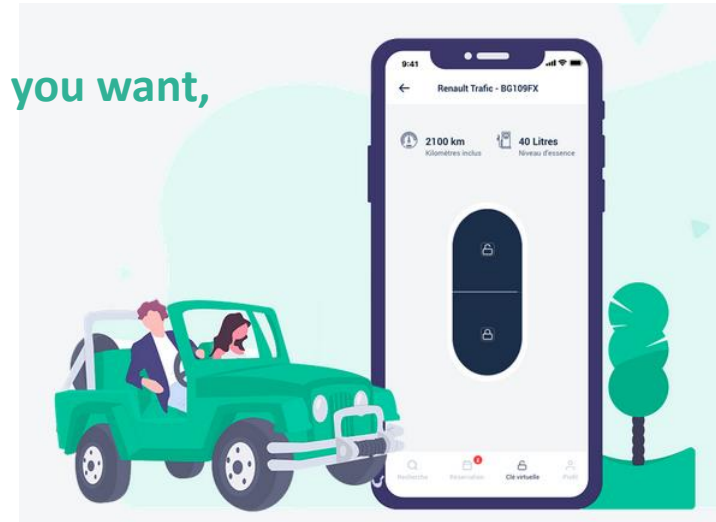 you want,
9:41
Renault Trafic - BG109FX
2100 km
Kilomètres inclus
40 Litres
Niveau d'essence
2
Recherche
Réservation
Clé virtuelle
Profil